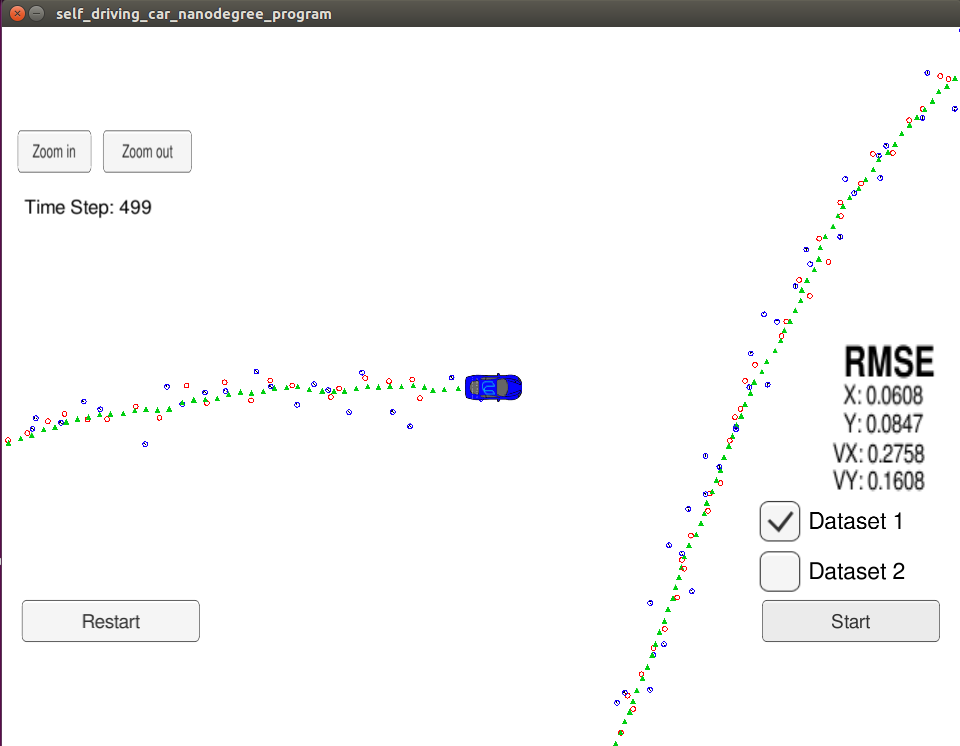 self_driving_car_nanodegree_program
Zoom in
Zoom out
Time Step: 499
RMSE
X: 0.0608
Y: 0.0847
VX: 0.2758
VY: 0.1608
Dataset 1
Dataset 2
Restart
Start